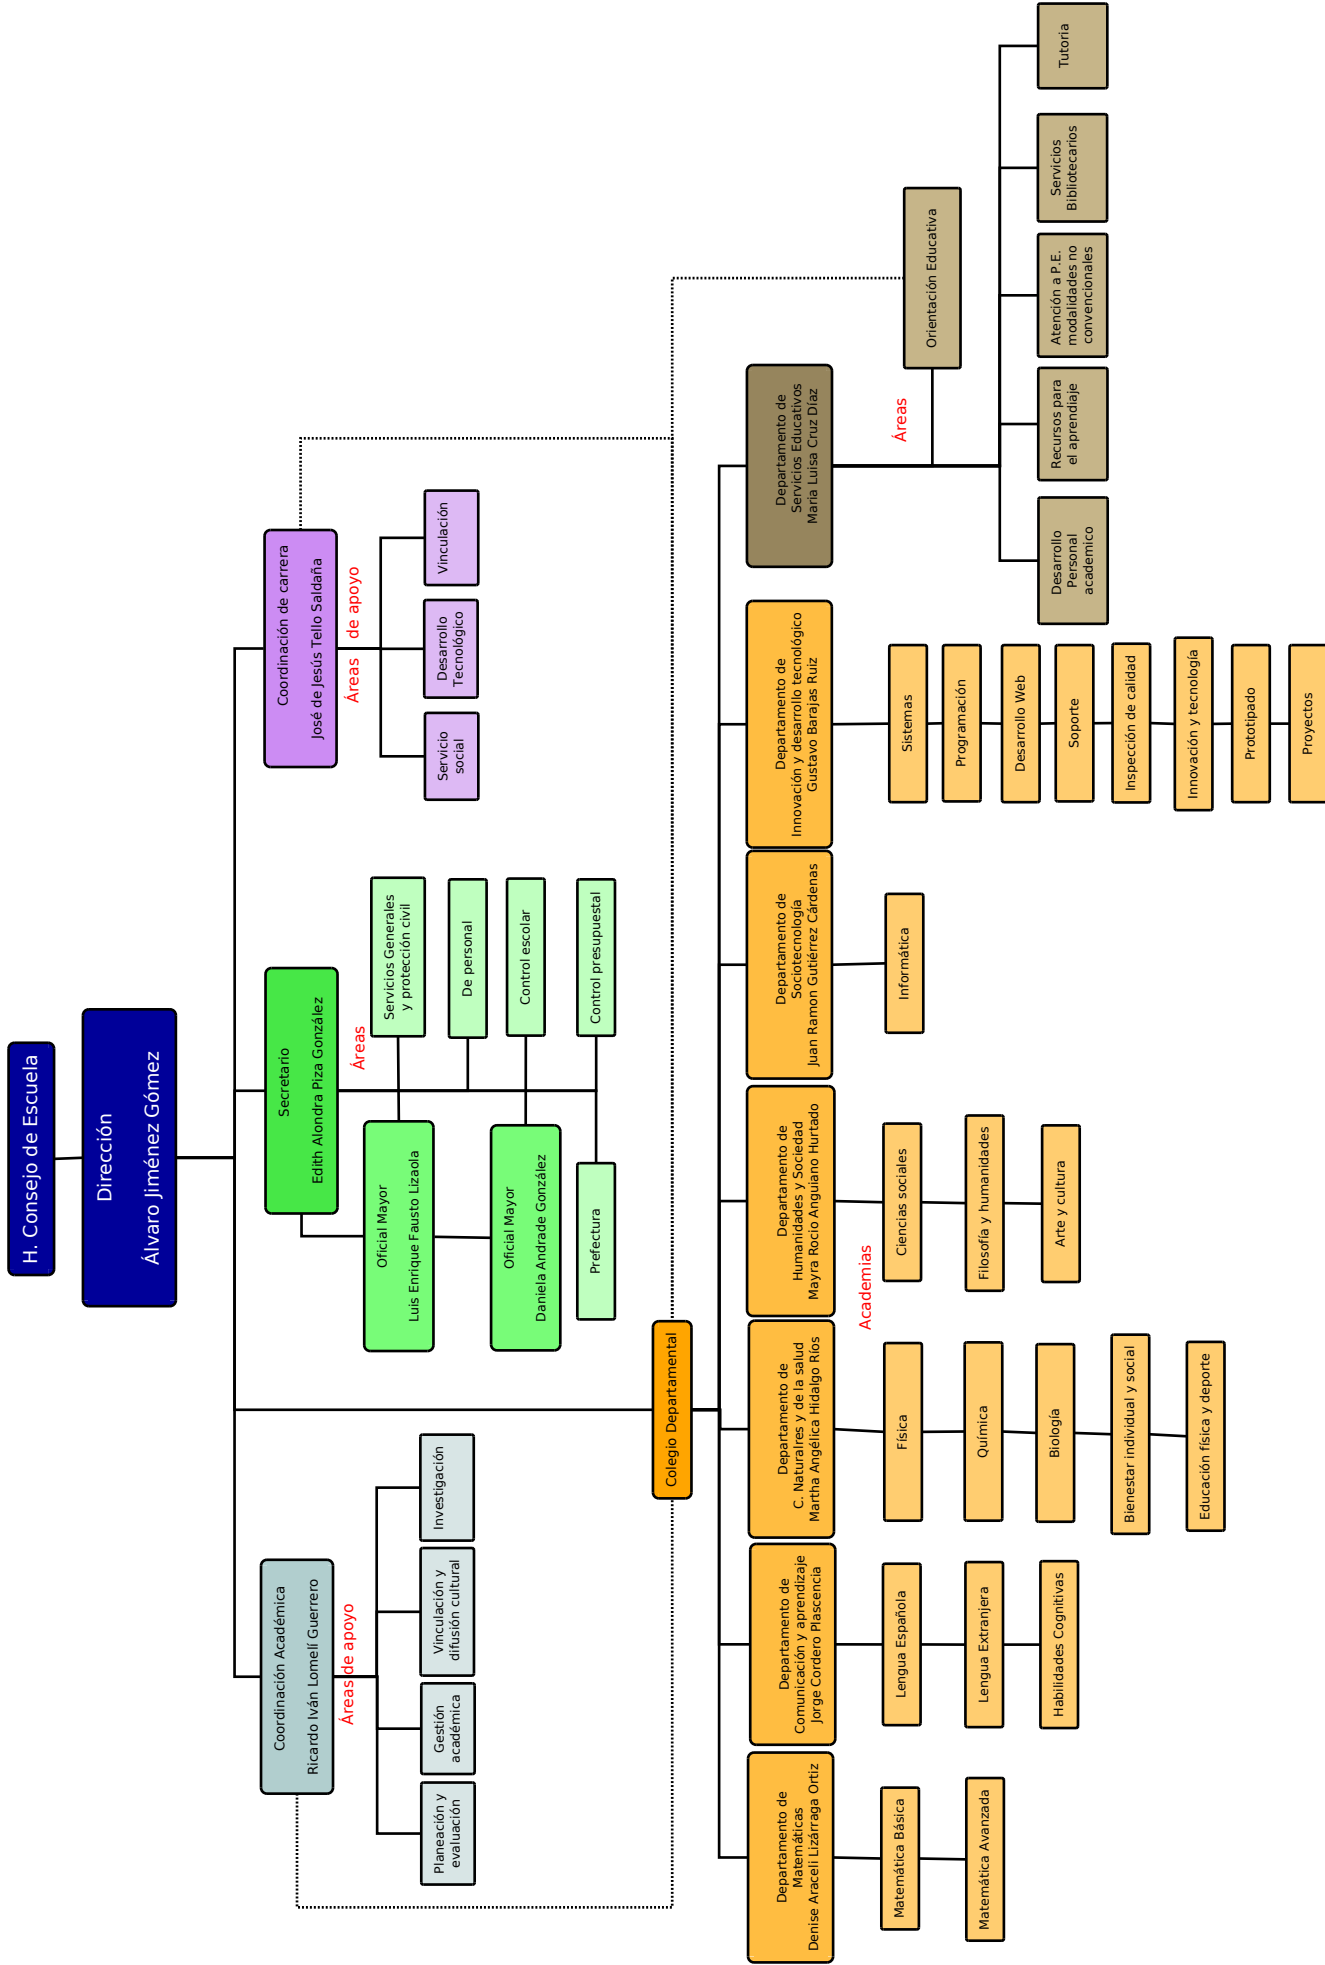 H. Consejo de Escuela
Dirección
Álvaro Jiménez Gómez
Coordinación Académica
Ricardo Iván Lomelí Guerrero
Áreas de apoyo
Planeación y
evaluación
Gestión
académica
Vinculación y
difusión cultural
Investigación
Secretario
Edith Alondra Piza González
Áreas
Oficial Mayor
Luis Enrique Fausto Lizaola
Servicios Generales
y protección civil
De personal
Oficial Mayor
Daniela Andrade González
Control escolar
Prefectura
Control presupuestal
Coordinación de carrera
José de Jesús Tello Saldaña
Áreas de apoyo
Servicio
social
Desarrollo
Tecnológico
Vinculación
Colegio Departamental
Departamento de
Matemáticas
Denise Araceli Lizárraga Ortiz
Matemática Básica
Matemática Avanzada
Departamento de
Comunicación y aprendizaje
Jorge Cordero Plascencia
Lengua Española
Lengua Extranjera
Habilidades Cognitivas
Departamento de
C. Naturalres y de la salud
Martha Angélica Hidalgo Ríos
Física
Química
Biología
Bienestar individual y social
Educación física y deporte
Academias
Departamento de
Humanidades y Sociedad
Mayra Rocio Anguiano Hurtado
Ciencias sociales
Filosofía y humanidades
Arte y cultura
Departamento de
Sociotecnología
Juan Ramon Gutiérrez Cárdenas
Informática
Departamento de
Innovación y desarrollo tecnológico
Gustavo Barajas Ruiz
Sistemas
Programación
Desarrollo Web
Soporte
Inspección de calidad
Innovación y tecnología
Prototipado
Proyectos
Departamento de
Servicios Educativos
Maria Luisa Cruz Díaz
Áreas
Orientación Educativa
Desarrollo
Personal
academico
Recursos para
el aprendiaje
Atención a P.E.
modalidades no
convencionales
Servicios
Bibliotecarios
Tutoria